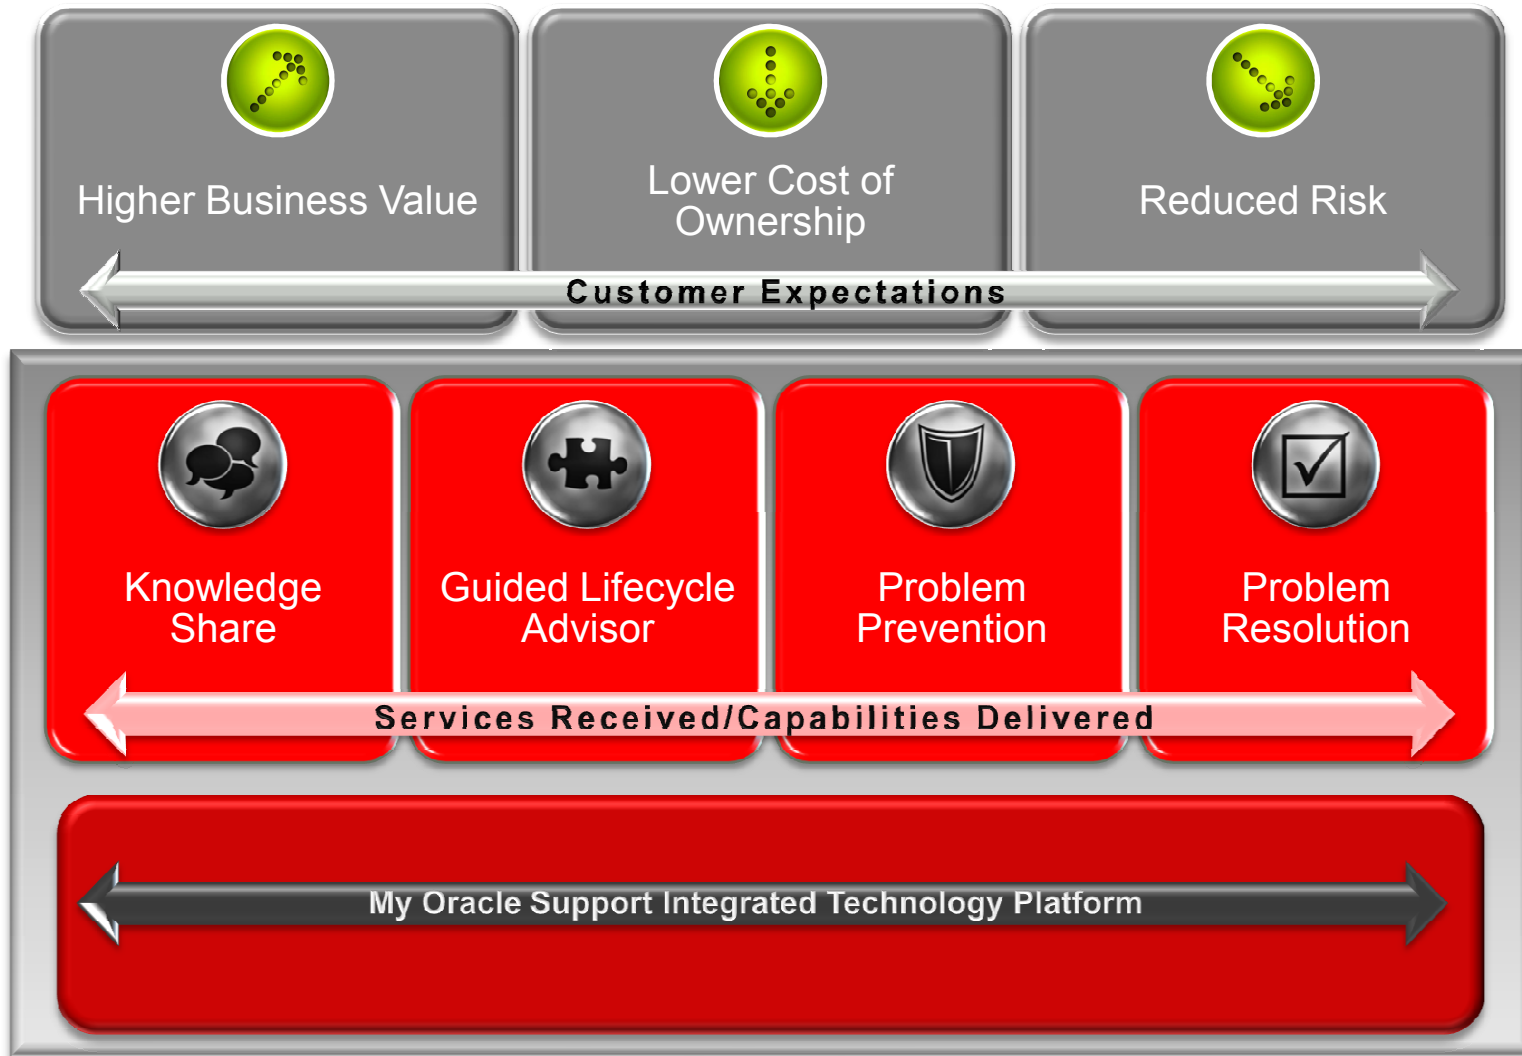 Higher Business Value
Lower Cost of
Ownership
Reduced Risk
Customer Expectations
Knowledge
Share
Guided Lifecycle
Advisor
Problem
Prevention
Problem
Resolution
Services Received/Capabilities Delivered
My Oracle Support Integrated Technology Platform